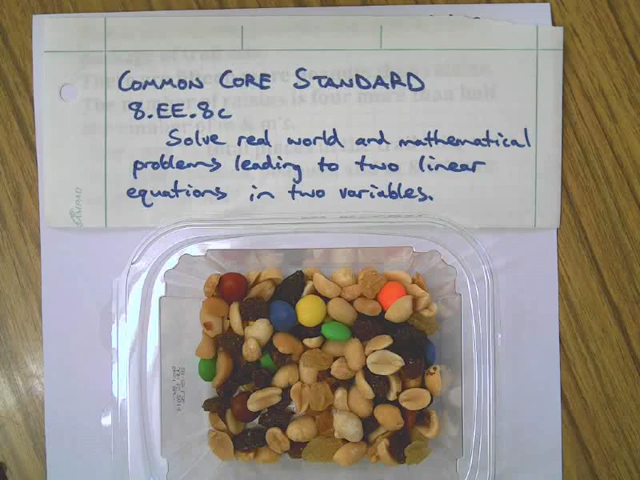 COMMON CORE STANDARD
8.EE.8c
Solve real world and mathematical
problems leading to two linear
equations in two variables.